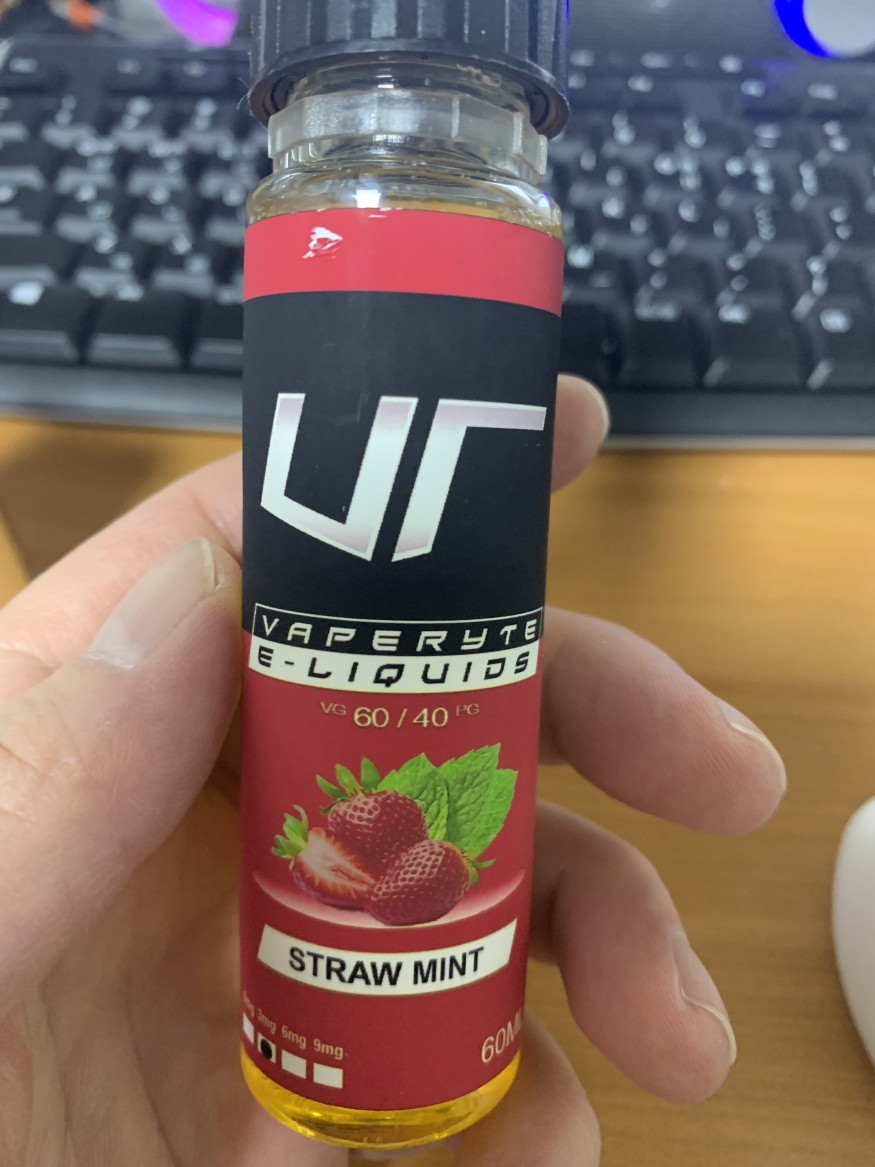 VAPERYTE
E-LIQUIDS
VG 60 / 40 PG
STRAW MINT
3mg 6mg 9mg
60ML